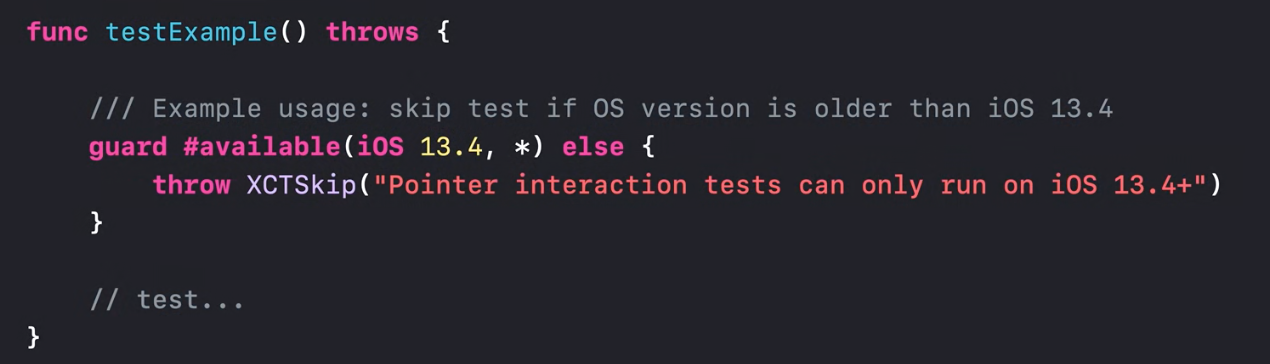 func testExample() throws {
/// Example usage: skip test if OS version is older than iOS 13.4
guard #available(iOS 13.4, *) else {
throw XCTSkip("Pointer interaction tests can only run on iOS 13.4+")
}
// test...
}